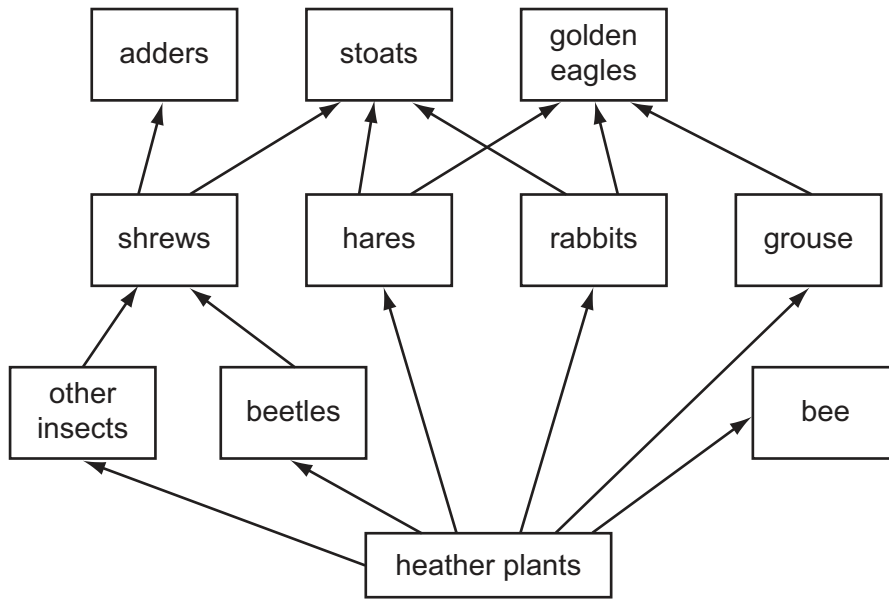 adders
stoats
golden
eagles
shrews
hares
rabbits
grouse
other
insects
beetles
bee
heather plants